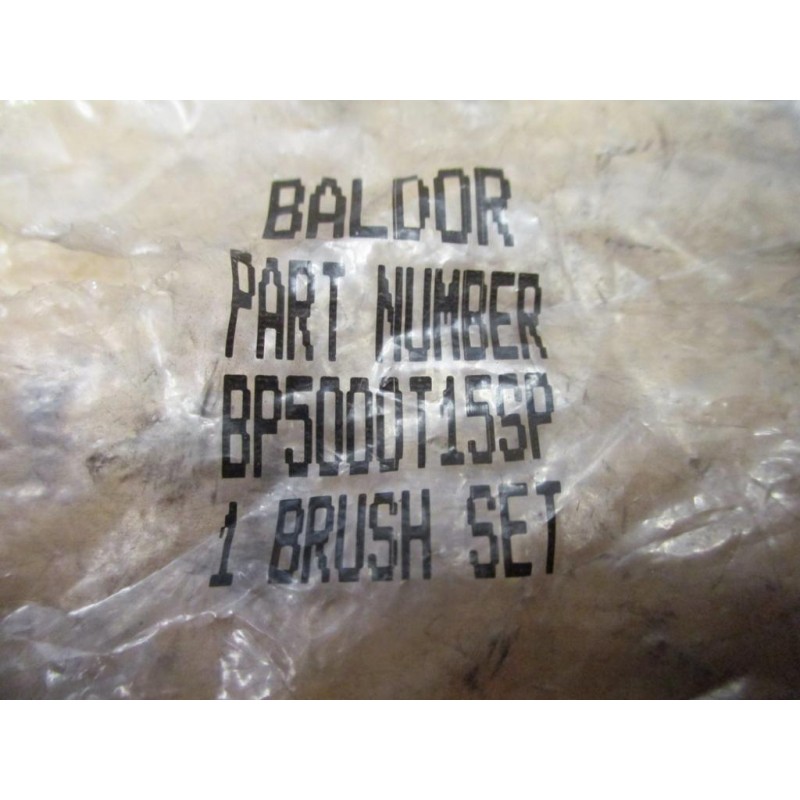 BALDOR
PART NUMBER
BP5000T15SP
1 BRUSH SET